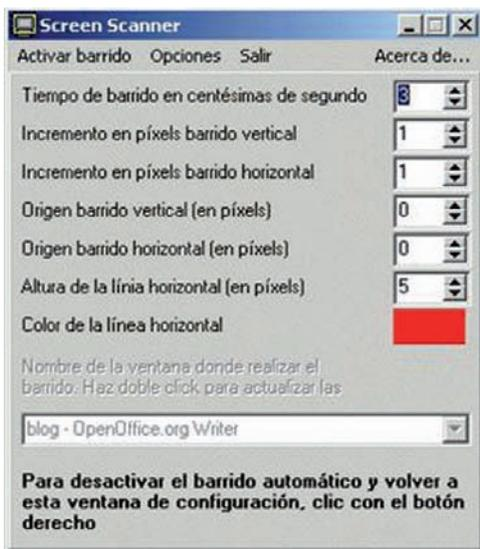 Screen Scanner
Activar barrido Opciones Salir Acerca de...
Tiempo de barrido en centésimas de segundo 3
Incremento en píxels barrido vertical 1
Incremento en píxels barrido horizontal 1
Origen barrido vertical (en píxels) 0
Origen barrido horizontal (en píxels) 0
Altura de la línia horizontal (en píxels) 5
Color de la línea horizontal
Nombre de la ventana donde realizar el
barrido. Haz doble click para actualizar las
blog - OpenOffice.org Writer
Para desactivar el barrido automático y volver a
esta ventana de configuración, clic con el botón
derecho